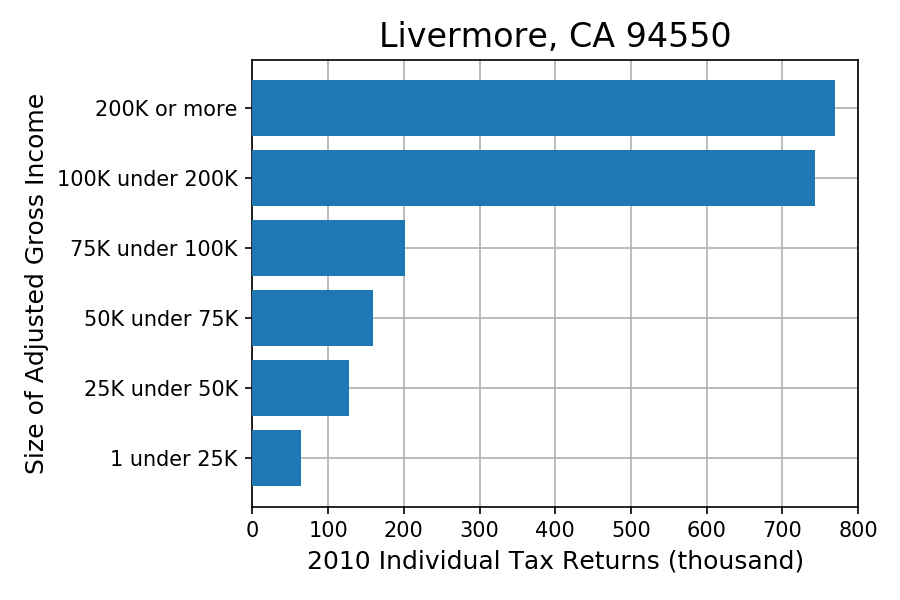 Livermore, CA 94550
Size of Adjusted Gross Income
200K or more
100K under 200K
75K under 100K
50K under 75K
25K under 50K
1 under 25K
0 100 200 300 400 500 600 700 800
2010 Individual Tax Returns (thousand)